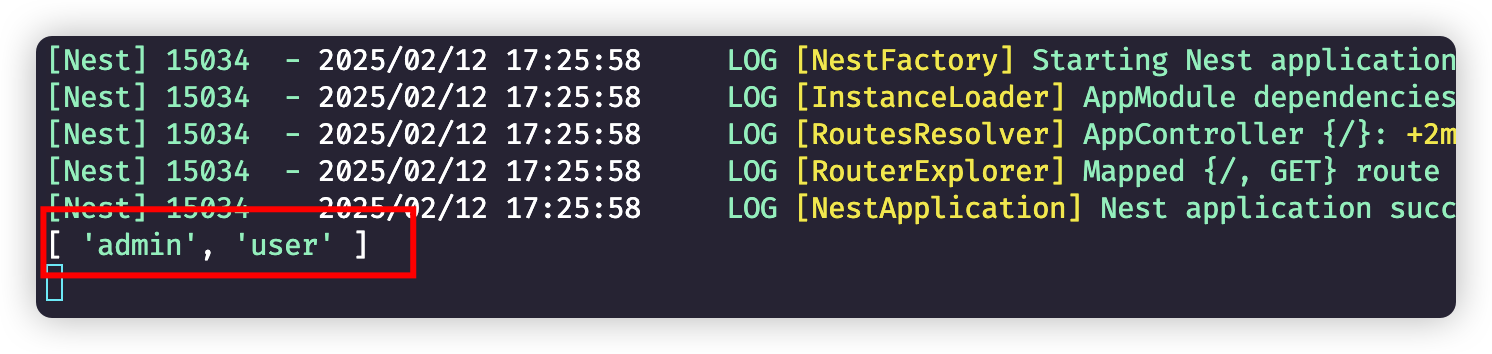 [Nest] 15034  - 2025/02/12 17:25:58     LOG [NestFactory] Starting Nest application
[Nest] 15034  - 2025/02/12 17:25:58     LOG [InstanceLoader] AppModule dependencies
[Nest] 15034  - 2025/02/12 17:25:58     LOG [RoutesResolver] AppController {/}: +2m
[Nest] 15034  - 2025/02/12 17:25:58     LOG [RouterExplorer] Mapped {/, GET} route
[Nest] 15034    2025/02/12 17:25:58     LOG [NestApplication] Nest application succ
[ 'admin', 'user' ]